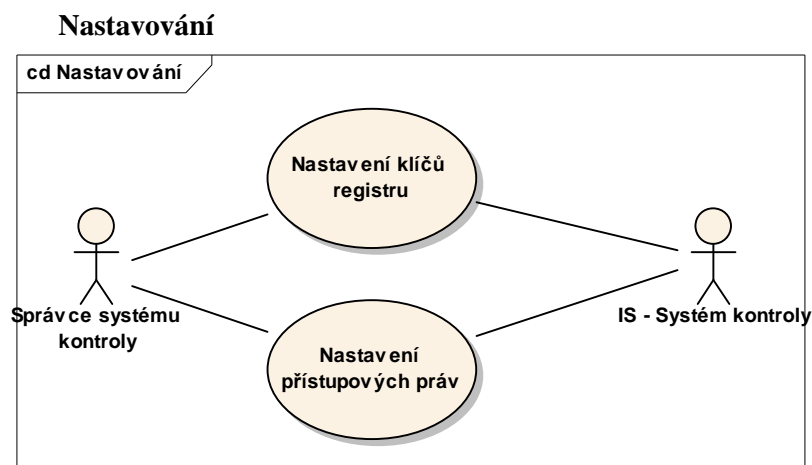 Nastavování
cd Nastavování
Nastavení klíčů
registru
Správce systému
kontroly
IS - Systém kontroly
Nastavení
přístupových práv